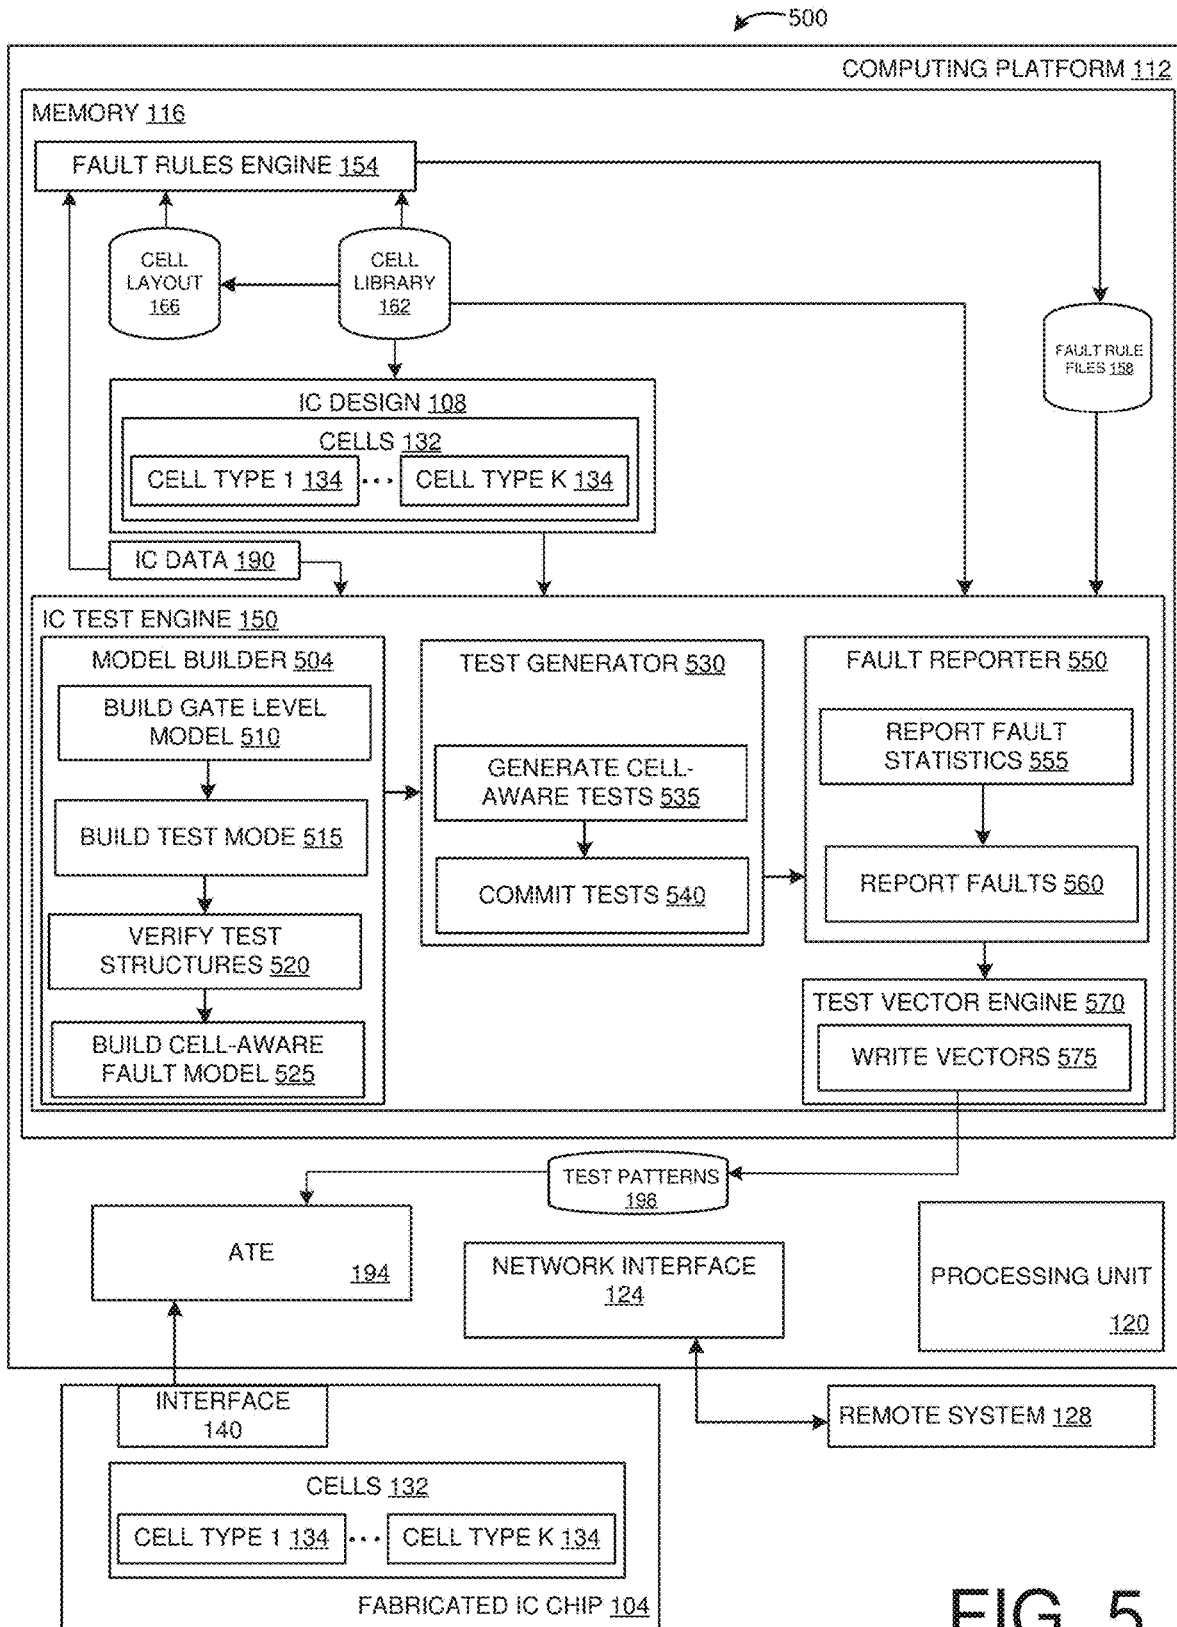 500
COMPUTING PLATFORM 112
MEMORY 116
FAULT RULES ENGINE 154
CELL
LAYOUT
166
CELL
LIBRARY
162
FAULT RULE
FILES 158
IC DESIGN 108
CELLS 132
CELL TYPE 1 134 ••• CELL TYPE K 134
IC DATA 190
IC TEST ENGINE 150
MODEL BUILDER 504
BUILD GATE LEVEL
MODEL 510
BUILD TEST MODE 515
VERIFY TEST
STRUCTURES 520
BUILD CELL-AWARE
FAULT MODEL 525
TEST GENERATOR 530
GENERATE CELL-
AWARE TESTS 535
COMMIT TESTS 540
FAULT REPORTER 550
REPORT FAULT
STATISTICS 555
REPORT FAULTS 560
TEST VECTOR ENGINE 570
WRITE VECTORS 575
TEST PATTERNS
198
ATE
194
NETWORK INTERFACE
124
PROCESSING UNIT
120
INTERFACE
140
REMOTE SYSTEM 128
CELLS 132
CELL TYPE 1 134 ••• CELL TYPE K 134
FABRICATED IC CHIP 104
FIG. 5